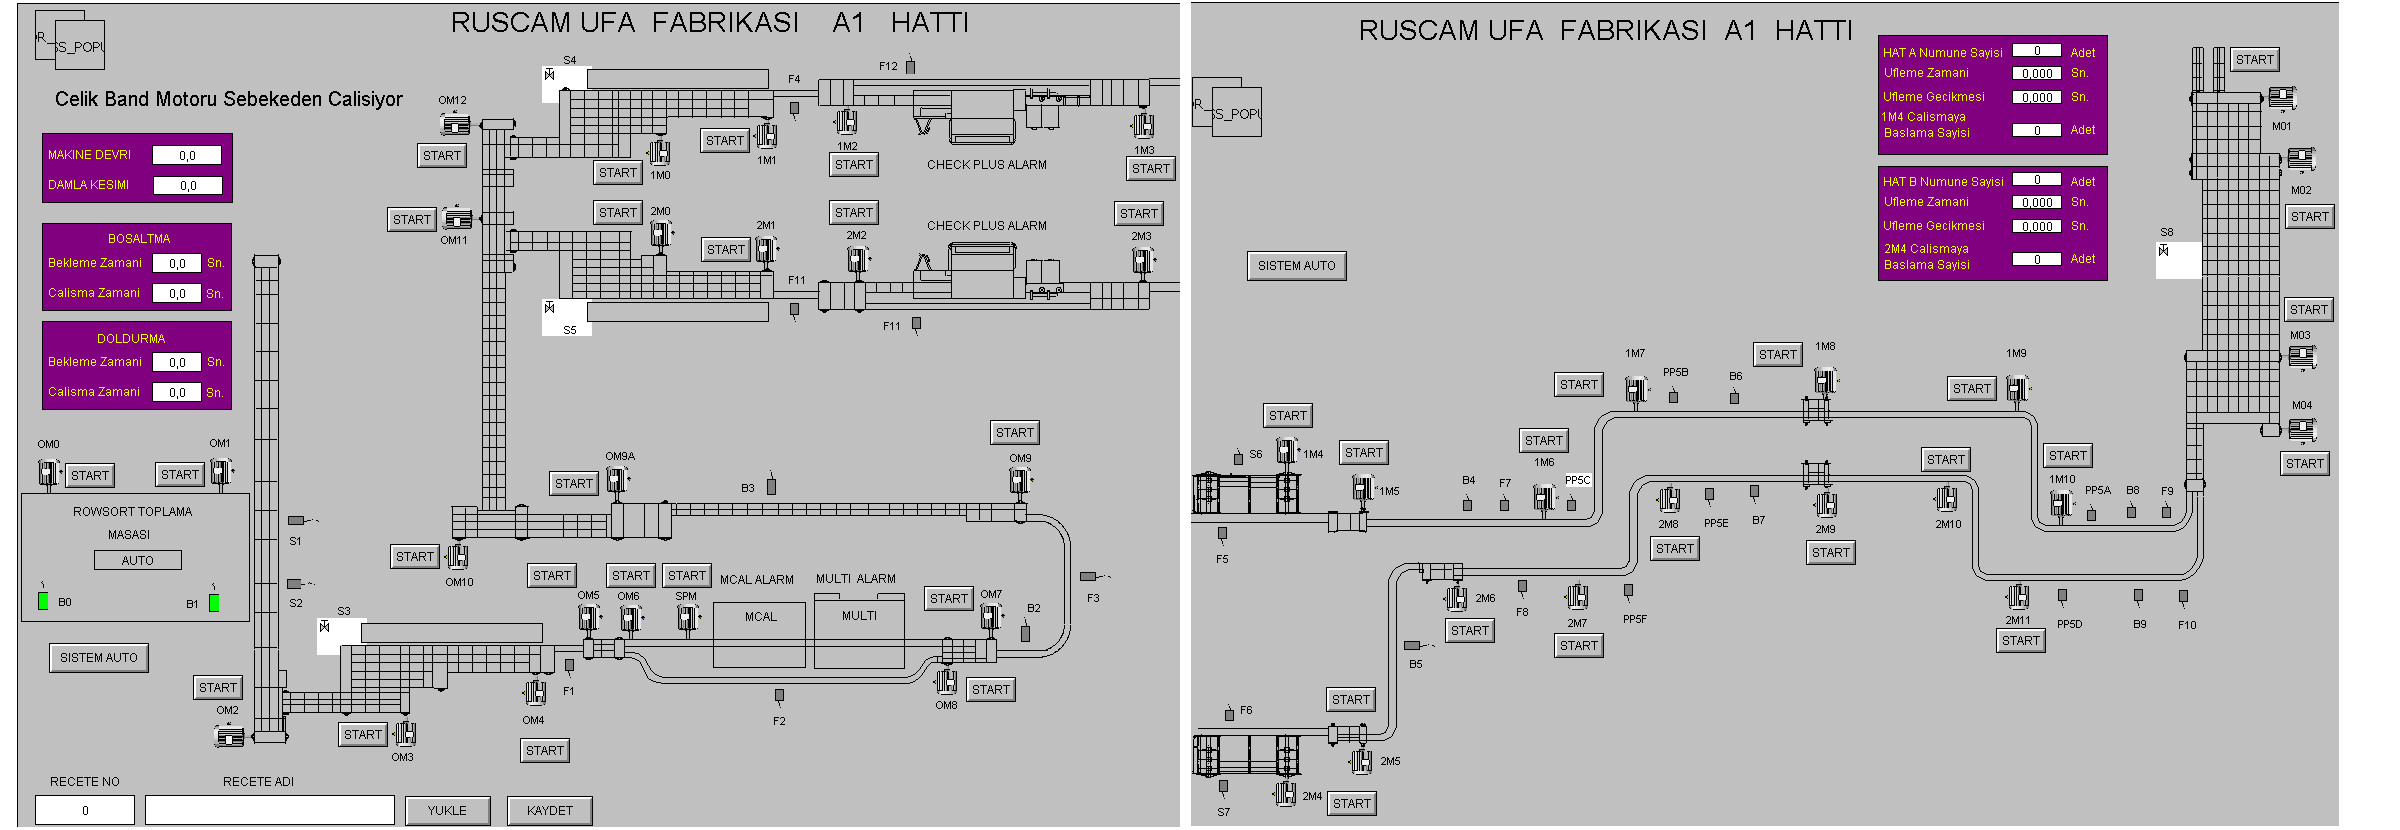 RUSCAM UFA FABRIKASI A1 HATTI
SS_POPU
Celik Band Motoru Sebekeden Calisiyor
MAKINE DEVRI 0,0
DAMLA KESIMI 0,0
BOSALTMA
Bekleme Zamani 0,0 Sn.
Calisma Zamani 0,0 Sn.
DOLDURMA
Bekleme Zamani 0,0 Sn.
Calisma Zamani 0,0 Sn.
OM0 START
START OM1
ROWSORT TOPLAMA
MASASI
AUTO
B0
B1
SISTEM AUTO
S1
S2
S3
START
OM2
START
OM3
OM4
START
RECETE NO
0
RECETE ADI
YUKLE
KAYDET
OM12
START
START
OM11
S4
F4
F12
START
1M0
START
1M1
1M2
START
CHECK PLUS ALARM
1M3
START
START
2M0
START
2M1
START
2M2
CHECK PLUS ALARM
START
2M3
S5
F11
F11
START
OM9A
B3
START
OM9
START
OM10
START
OM5
START
OM6
START
SPM
MCAL ALARM
MULTI ALARM
MCAL
MULTI
START
OM7
B2
F3
F1
F2
OM8
START
RUSCAM UFA FABRIKASI A1 HATTI
SS_POPU
SISTEM AUTO
HAT A Numune Sayisi 0 Adet
Ufleme Zamani 0,000 Sn.
Ufleme Gecikmesi 0,000 Sn.
1M4 Calismaya
Baslama Sayisi 0 Adet
HAT B Numune Sayisi 0 Adet
Ufleme Zamani 0,000 Sn.
Ufleme Gecikmesi 0,000 Sn.
2M4 Calismaya
Baslama Sayisi 0 Adet
START
M01
M02
START
S8
START
M03
M04
START
START
S6
1M4
START
1M5
F5
B4
F7
START
1M6
PP5C
START
1M7
PP5B
B6
START
1M8
START
1M9
START
1M10
PP5A
B8
F9
2M8
START
PP5E
B7
2M9
START
START
2M10
2M6
START
F8
2M7
START
PP5F
2M11
START
PP5D
B9
F10
B5
F6
START
2M5
S7
2M4
START